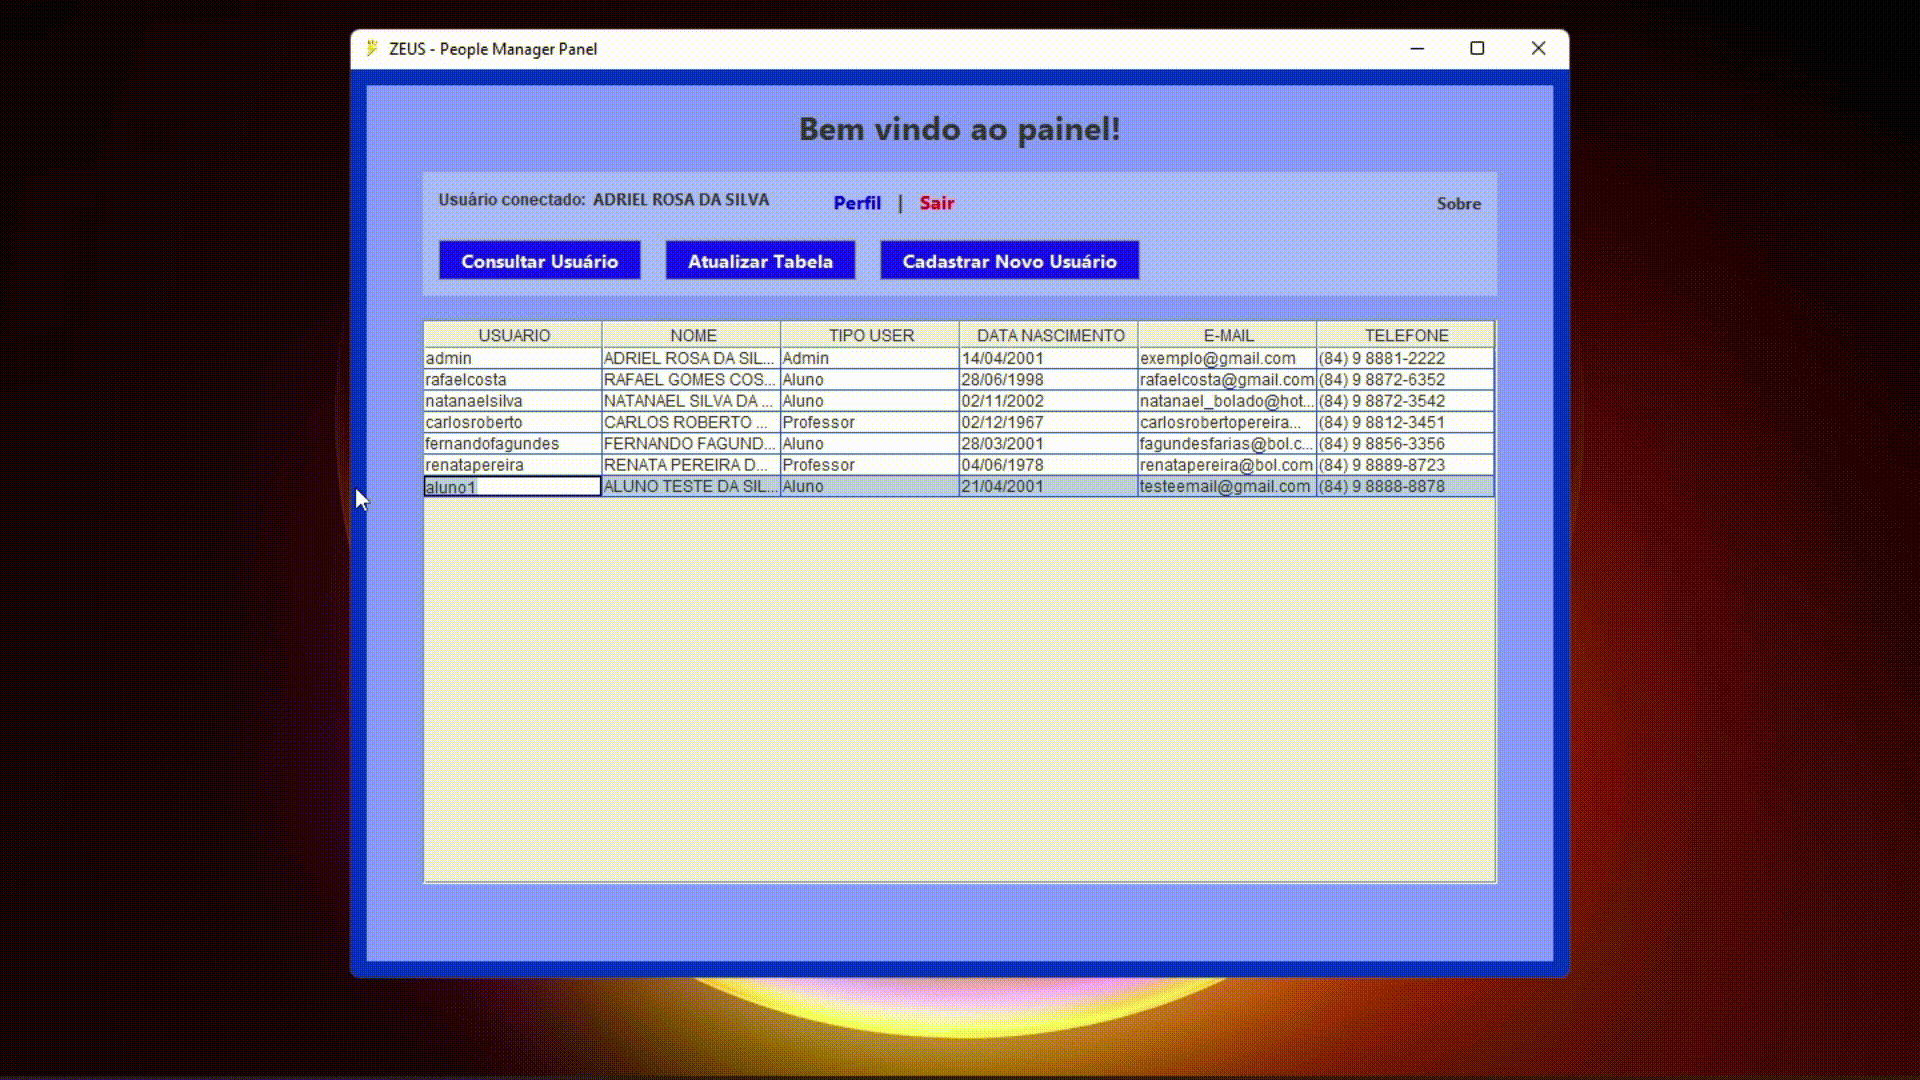 ZEUS - People Manager Panel
Bem vindo ao painel!
Usuário conectado: ADRIEL ROSA DA SILVA Perfil | Sair Sobre
Consultar Usuário Atualizar Tabela Cadastrar Novo Usuário
USUARIO NOME TIPO USER DATA NASCIMENTO E-MAIL TELEFONE
admin ADRIEL ROSA DA SIL... Admin 14/04/2001 exemplo@gmail.com (84) 9 8881-2222
rafaelcosta RAFAEL GOMES COS... Aluno 28/06/1998 rafaelcosta@gmail.com (84) 9 8872-6352
natanaelsilva NATANAEL SILVA DA ... Aluno 02/11/2002 natanael_bolado@hot... (84) 9 8872-3542
carlosroberto CARLOS ROBERTO ... Professor 02/12/1967 carlosrobertopereira... (84) 9 8812-3451
fernandofagundes FERNANDO FAGUND... Aluno 28/03/2001 fagundesfarias@bol.c... (84) 9 8856-3356
renatapereira RENATA PEREIRA D... Professor 04/06/1978 renatapereira@bol.com (84) 9 8889-8723
aluno1 ALUNO TESTE DA SIL... Aluno 21/04/2001 testeemail@gmail.com (84) 9 8888-8878